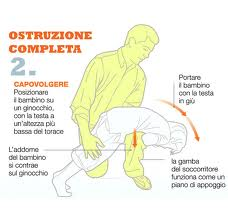 OSTRUZIONE
COMPLETA
2.
CAPOVOLGERE
Posizionare
il bambino su
un ginocchio,
con la testa a
un'altezza più
bassa del torace
Portare
il bambino
con la testa
in giù
L'addome
del bambino
si contrae
sul ginocchio
la gamba
del soccorritore
funziona come un
piano di appoggio